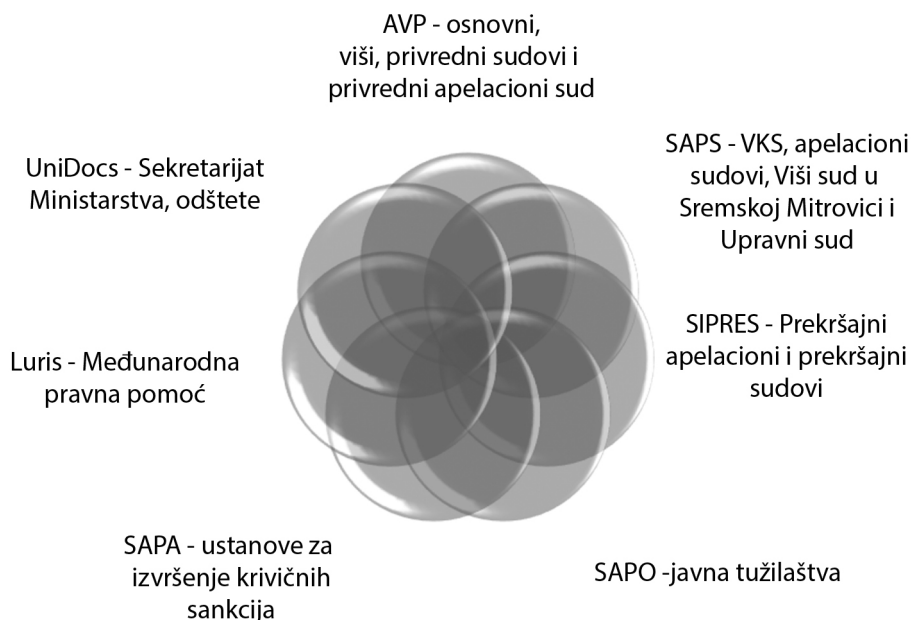 AVP - osnovni,
viši, privredni sudovi i
privredni apelacioni sud
UniDocs - Sekretarijat
Ministarstva, odštete
SAPS - VKS, apelacioni
sudovi, Viši sud u
Sremskoj Mitrovici i
Upravni sud
Luris - Međunarodna
pravna pomoć
SIPRES - Prekršajni
apelacioni i prekršajni
sudovi
SAPA - ustanove za
izvršenje krivičnih
sankcija
SAPO -javna tužilaštva